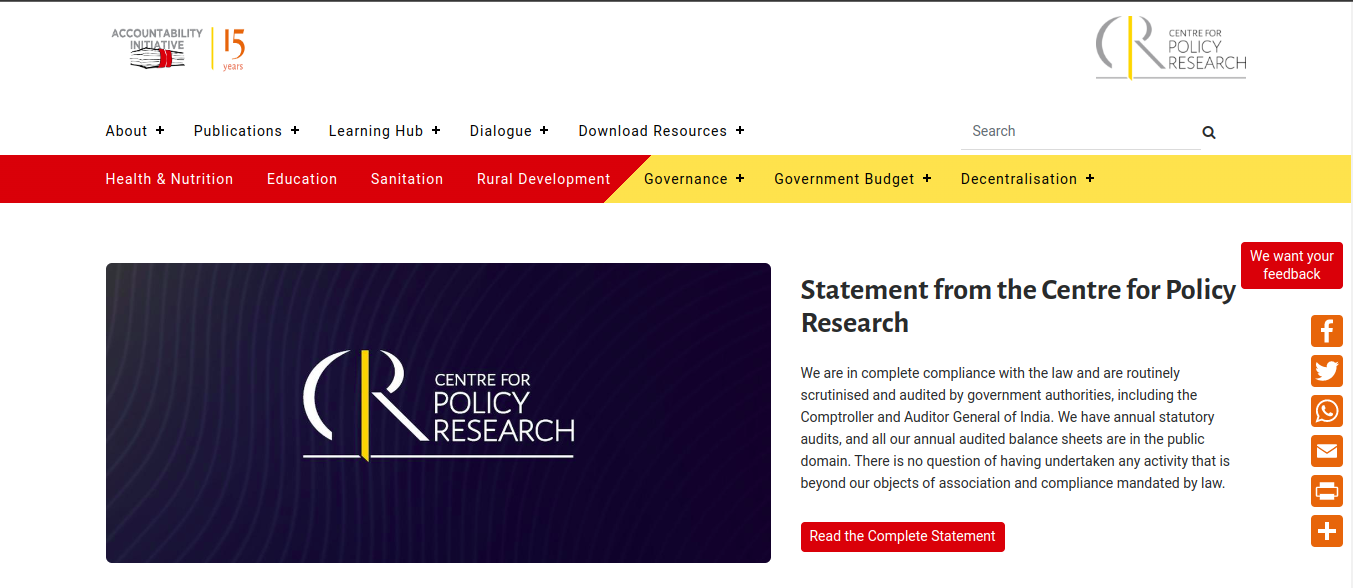 ACCOUNTABILITY
INITIATIVE
15
years
CENTRE FOR
POLICY
RESEARCH
About + Publications + Learning Hub + Dialogue + Download Resources +
Search
Health & Nutrition Education Sanitation Rural Development Governance + Government Budget + Decentralisation +
We want your
feedback
CENTRE FOR
POLICY
RESEARCH
Statement from the Centre for Policy
Research
We are in complete compliance with the law and are routinely
scrutinised and audited by government authorities, including the
Comptroller and Auditor General of India. We have annual statutory
audits, and all our annual audited balance sheets are in the public
domain. There is no question of having undertaken any activity that is
beyond our objects of association and compliance mandated by law.
Read the Complete Statement